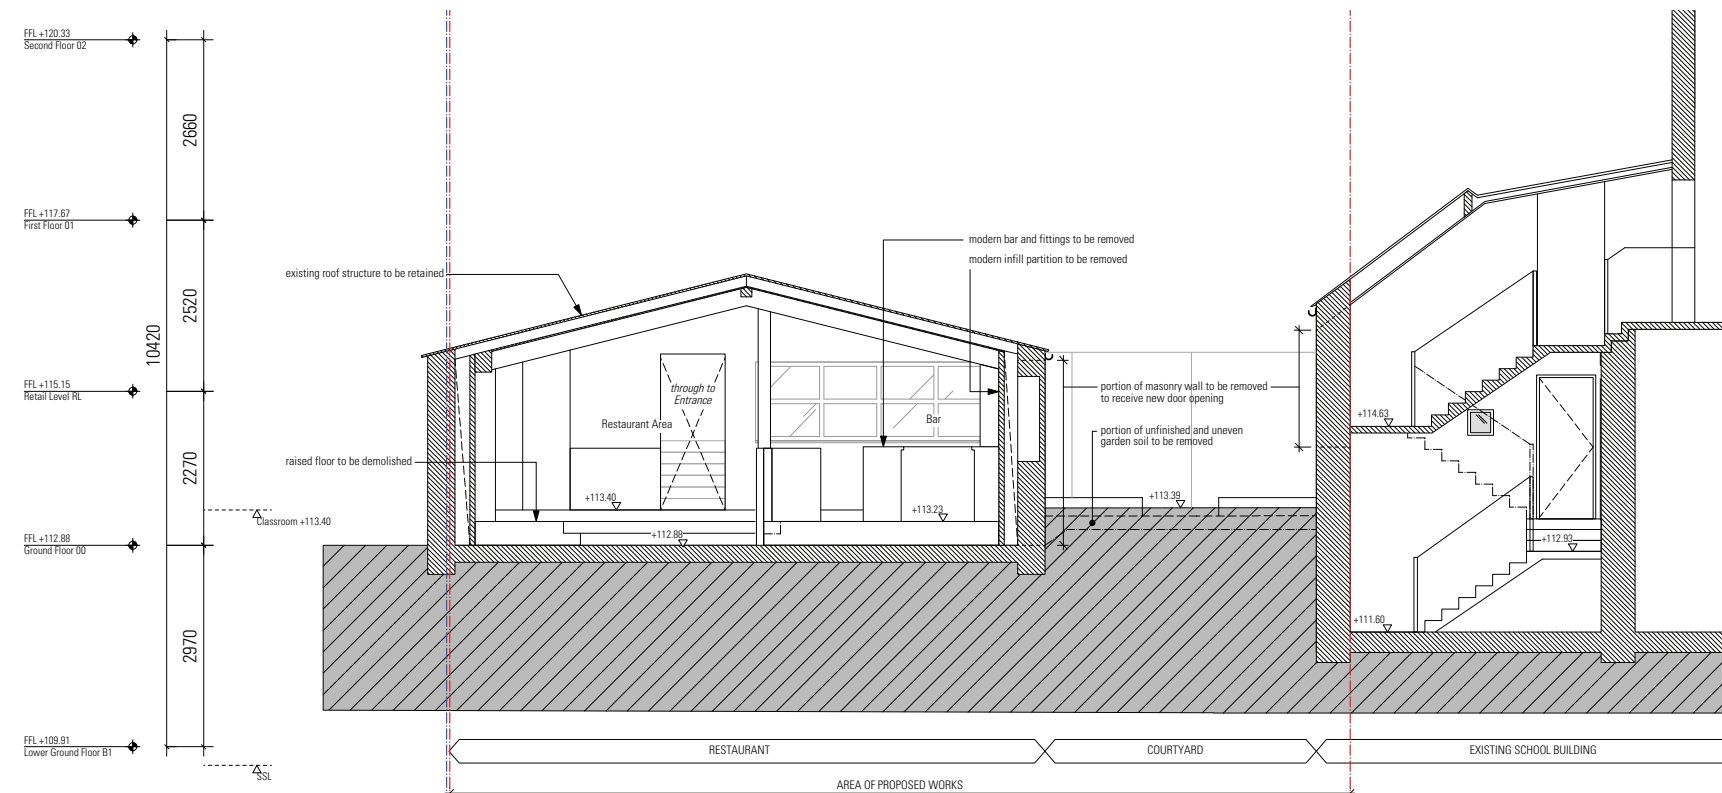 FFL +120.33
Second Floor 02
2660
FFL +117.67
First Floor 01
2520
10420
FFL +115.15
Retail Level RL
2270
Classroom +113.40
FFL +112.88
Ground Floor 00
2970
FFL +109.91
Lower Ground Floor B1
SSL
existing roof structure to be retained
raised floor to be demolished
modern bar and fittings to be removed
modern infill partition to be removed
through to
Entrance
Restaurant Area
Bar
+113.40
+113.23
+112.88
portion of masonry wall to be removed
to receive new door opening
portion of unfinished and uneven
garden soil to be removed
+113.39
+114.63
+112.93
+111.60
RESTAURANT
COURTYARD
EXISTING SCHOOL BUILDING
AREA OF PROPOSED WORKS